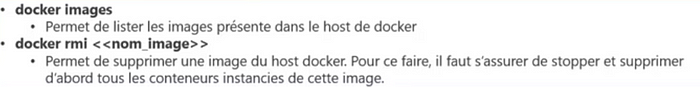 • docker images
• Permet de lister les images présente dans le host de docker
• docker rmi <<nom_image>>
• Permet de supprimer une image du host docker. Pour ce faire, il faut s'assurer de stopper et supprimer
d'abord tous les conteneurs instancies de cette image.